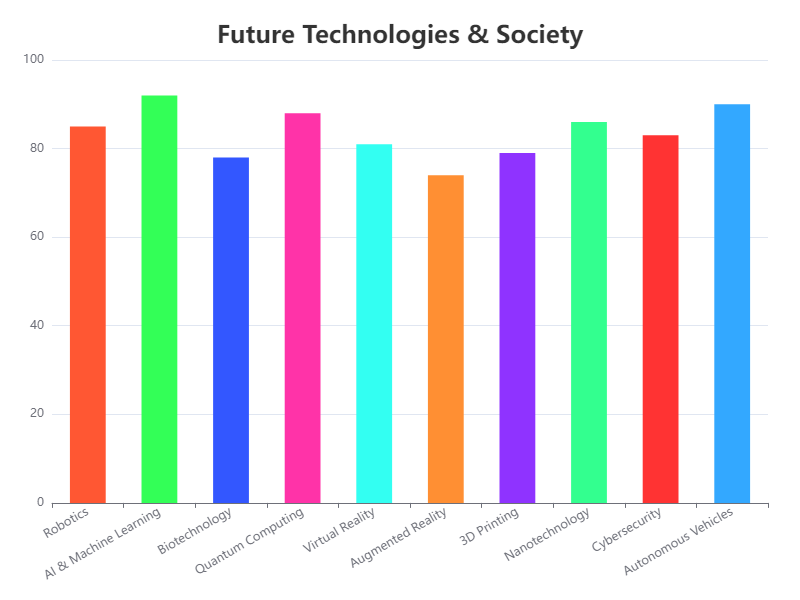 Future Technologies & Society
100
80
60
40
20
0
Robotics
AI & Machine Learning
Biotechnology
Quantum Computing
Virtual Reality
Augmented Reality
3D Printing
Nanotechnology
Cybersecurity
Autonomous Vehicles